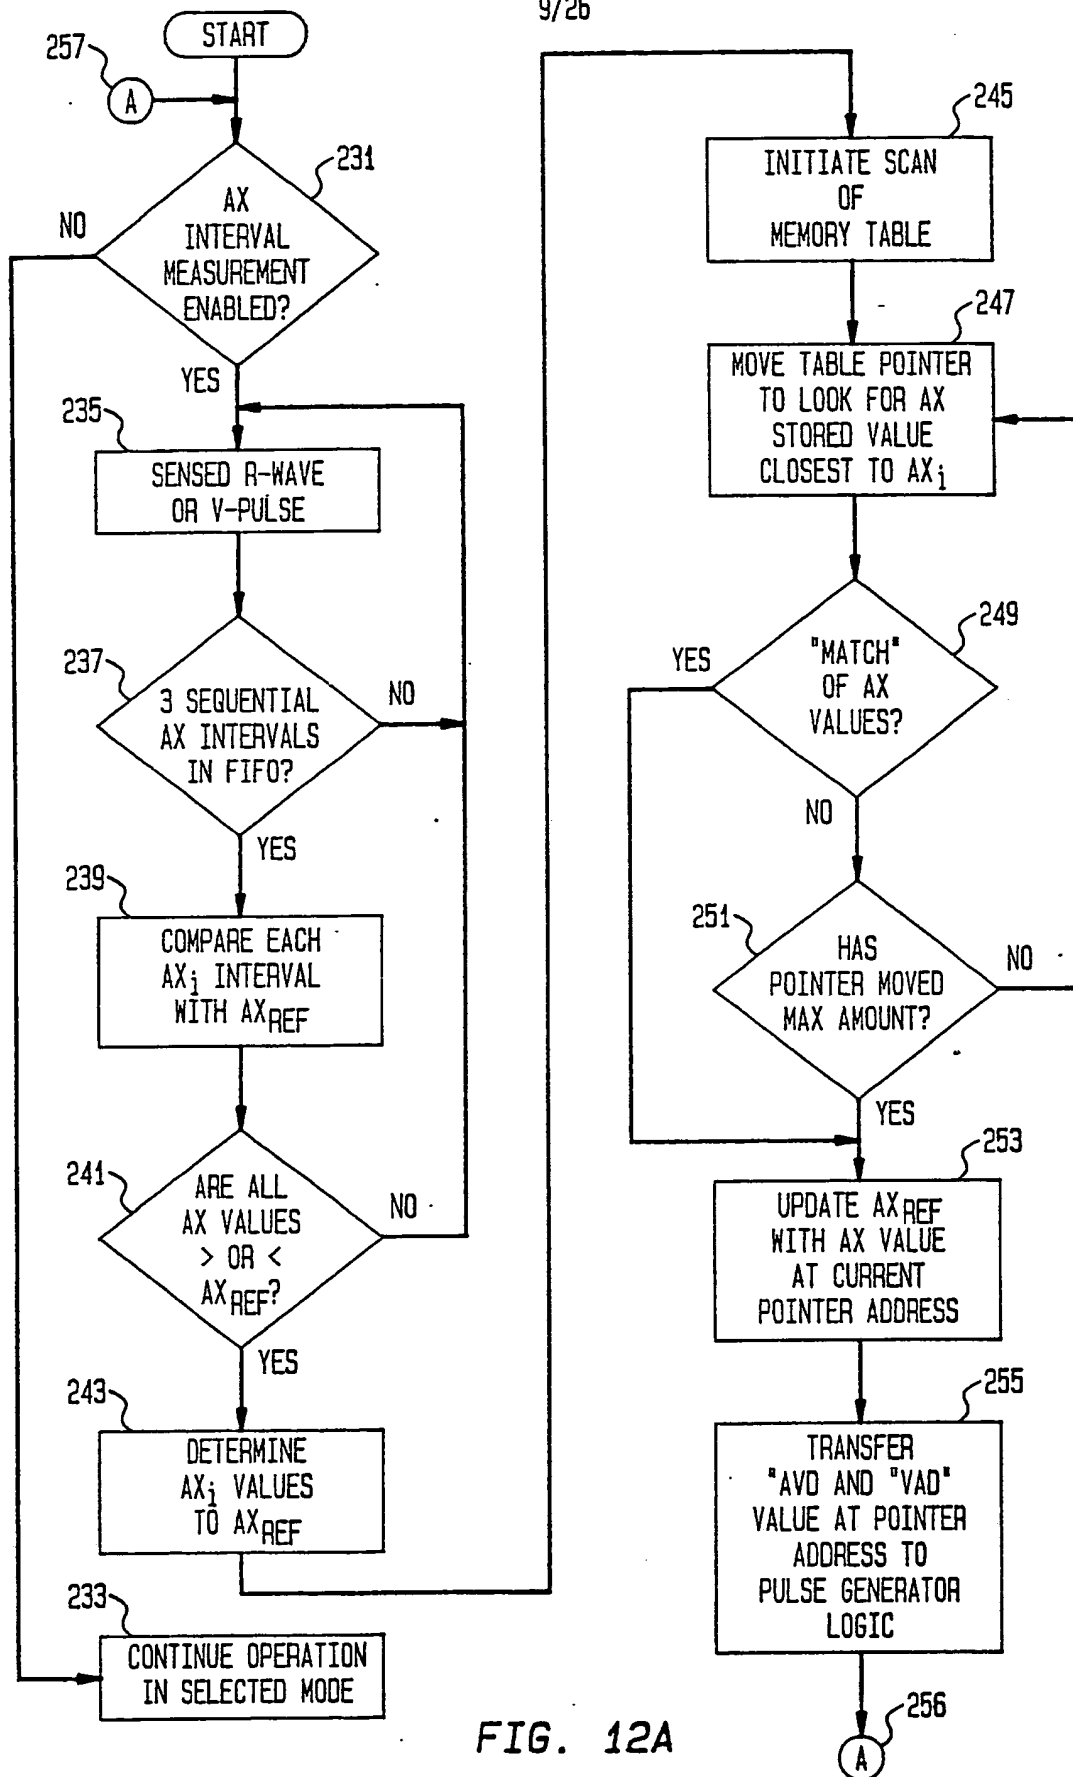 9/26
START
257
A
231
AX
INTERVAL
MEASUREMENT
ENABLED?
NO
YES
235
SENSED R-WAVE
OR V-PULSE
237
3 SEQUENTIAL
AX INTERVALS
IN FIFO?
NO
YES
239
COMPARE EACH
AXi INTERVAL
WITH AXREF
241
ARE ALL
AX VALUES
> OR <
AXREF?
NO
YES
243
DETERMINE
AXi VALUES
TO AXREF
233
CONTINUE OPERATION
IN SELECTED MODE
245
INITIATE SCAN
OF
MEMORY TABLE
247
MOVE TABLE POINTER
TO LOOK FOR AX
STORED VALUE
CLOSEST TO AXi
249
"MATCH"
OF AX
VALUES?
YES
NO
251
HAS
POINTER MOVED
MAX AMOUNT?
NO
YES
253
UPDATE AXREF
WITH AX VALUE
AT CURRENT
POINTER ADDRESS
255
TRANSFER
"AVD AND "VAD"
VALUE AT POINTER
ADDRESS TO
PULSE GENERATOR
LOGIC
256
A
FIG. 12A